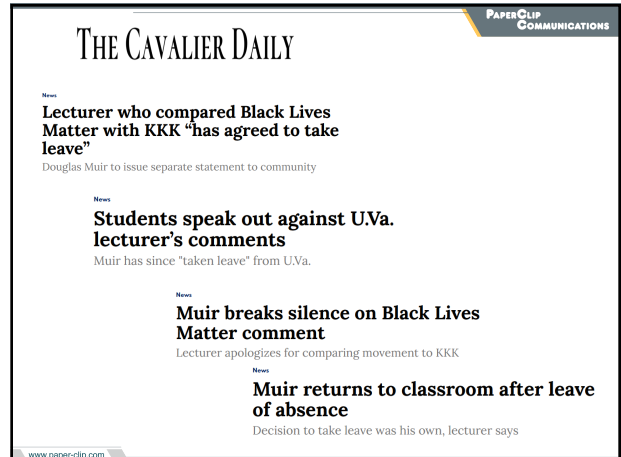 PAPERCLIP
COMMUNICATIONS
THE CAVALIER DAILY
News
Lecturer who compared Black Lives
Matter with KKK “has agreed to take
leave”
Douglas Muir to issue separate statement to community
News
Students speak out against U.Va.
lecturer’s comments
Muir has since "taken leave" from U.Va.
News
Muir breaks silence on Black Lives
Matter comment
Lecturer apologizes for comparing movement to KKK
News
Muir returns to classroom after leave
of absence
Decision to take leave was his own, lecturer says
www.paper-clip.com